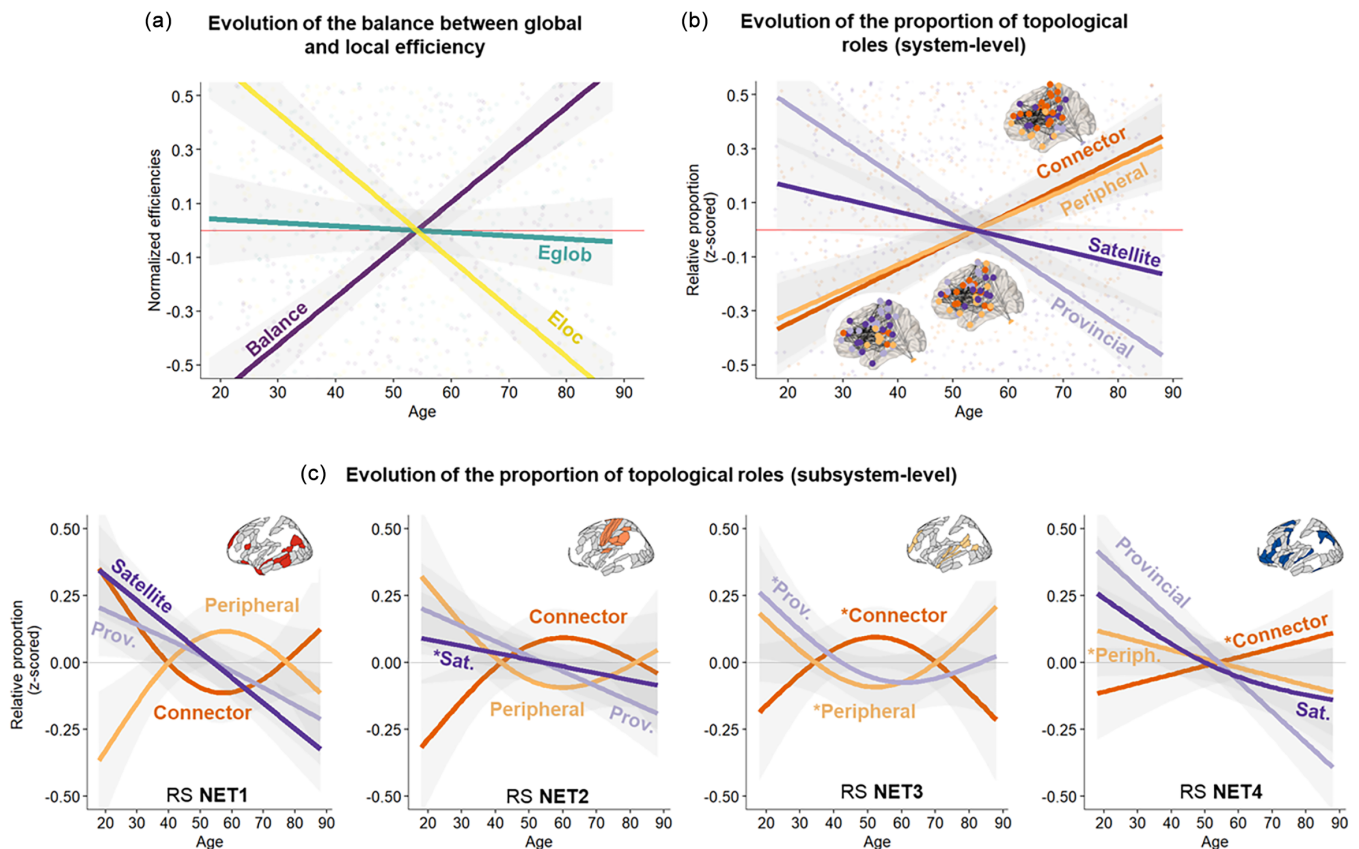 (a) Evolution of the balance between global
and local efficiency
Normalized efficiencies
0.5
0.3
0.1
-0.1
-0.3
-0.5
Eglob
Balance
Eloc
20 30 40 50 60 70 80 90
Age
(b) Evolution of the proportion of topological
roles (system-level)
Relative proportion
(z-scored)
0.5
0.3
0.1
-0.1
-0.3
-0.5
Connector
Peripheral
Satellite
Provincial
20 30 40 50 60 70 80 90
Age
(c) Evolution of the proportion of topological roles (subsystem-level)
Relative proportion
(z-scored)
0.50
0.25
0.00
-0.25
-0.50
Satellite
Peripheral
Prov.
Connector
RS NET1
20 30 40 50 60 70 80 90
Age
0.50
0.25
0.00
-0.25
-0.50
Connector
*Sat.
Peripheral
Prov.
RS NET2
20 30 40 50 60 70 80 90
Age
0.50
0.25
0.00
-0.25
-0.50
*Prov.
*Connector
*Peripheral
RS NET3
20 30 40 50 60 70 80 90
Age
0.50
0.25
0.00
-0.25
-0.50
Provincial
*Connector
*Periph.
Sat.
RS NET4
20 30 40 50 60 70 80 90
Age